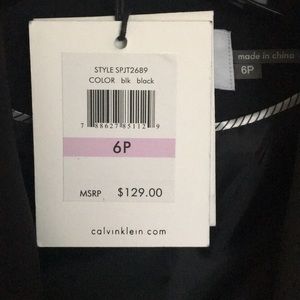 STYLE SPJT2689
COLOR blk black
7 88627 85112 9
6P
MSRP $129.00
calvinklein.com
made in china
6P